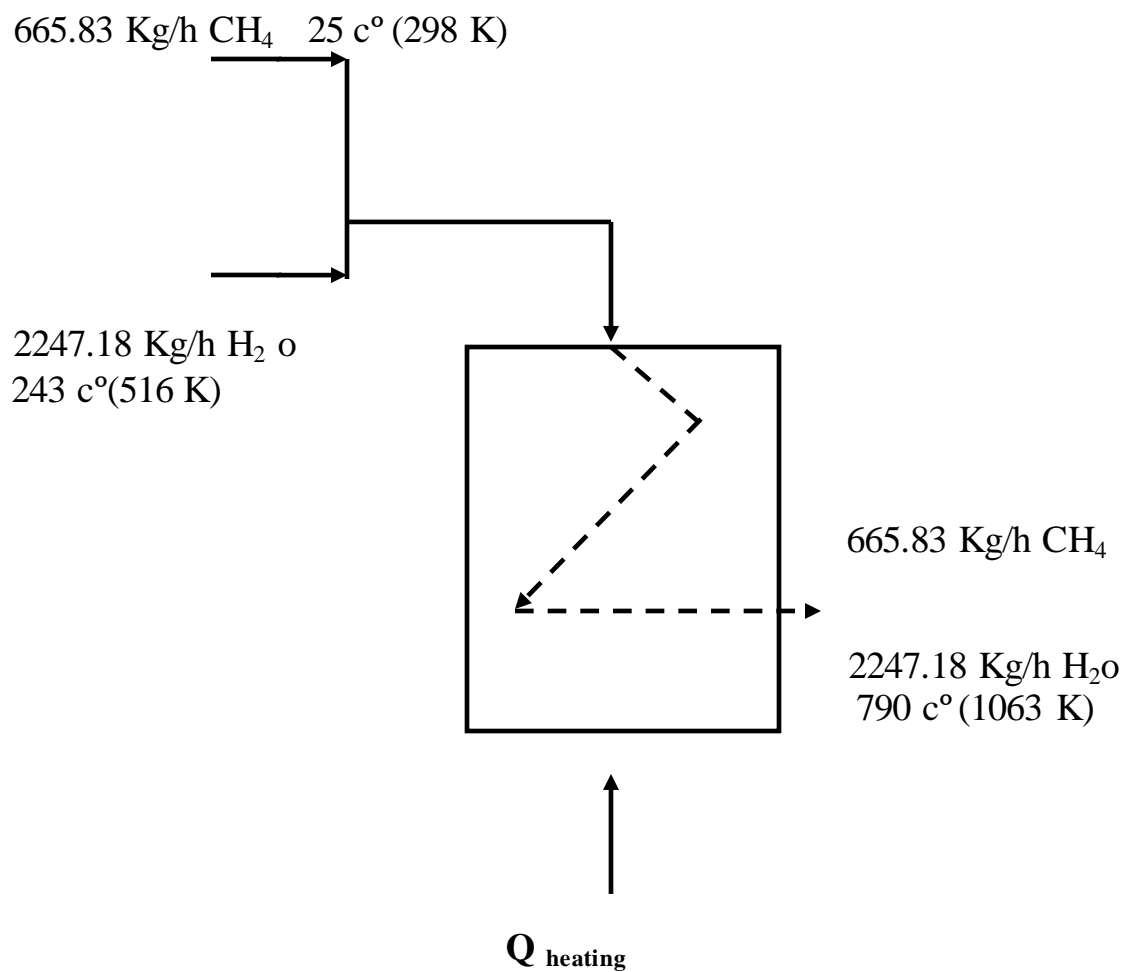 665.83 Kg/h CH₄ 25 cº (298 K)
2247.18 Kg/h H₂ o
243 cº(516 K)
665.83 Kg/h CH₄
2247.18 Kg/h H₂o
790 cº (1063 K)
Q heating